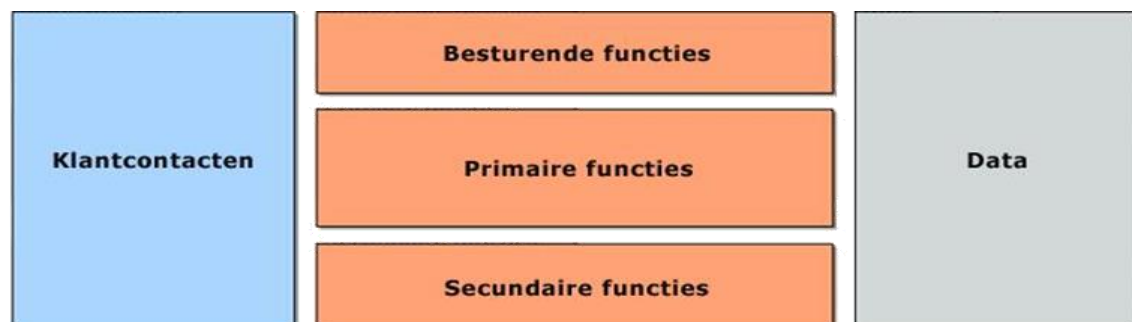 Klantcontacten
Besturende functies
Primaire functies
Secundaire functies
Data